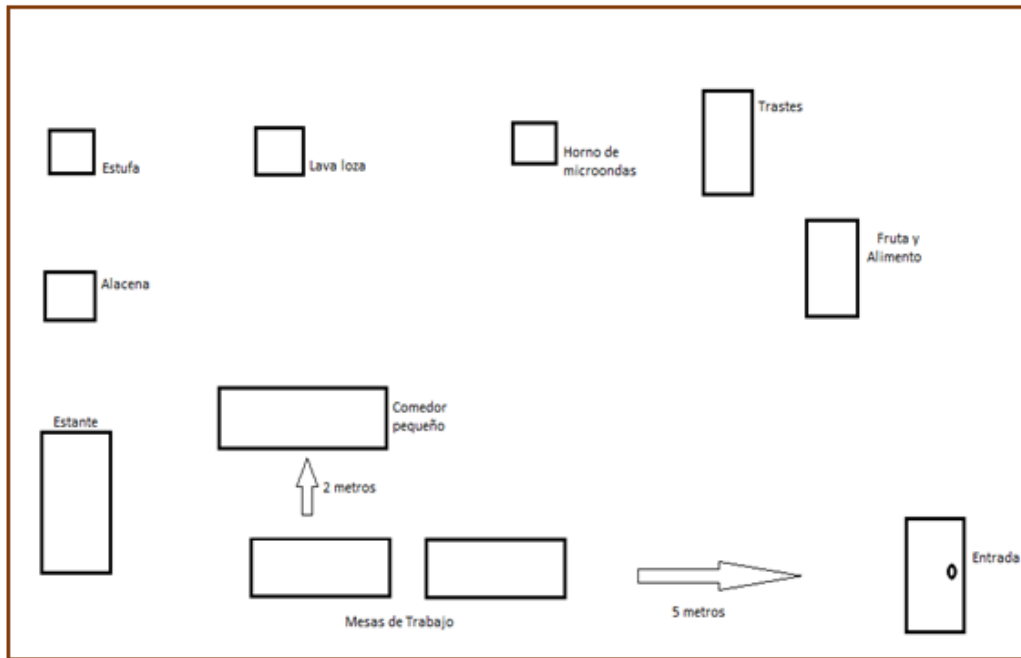 Trastes
Estufa
Lava loza
Horno de
microondas
Fruta y
Alimento
Alacena
Estante
Comedor
pequeño
2 metros
Entrada
5 metros
Mesas de Trabajo